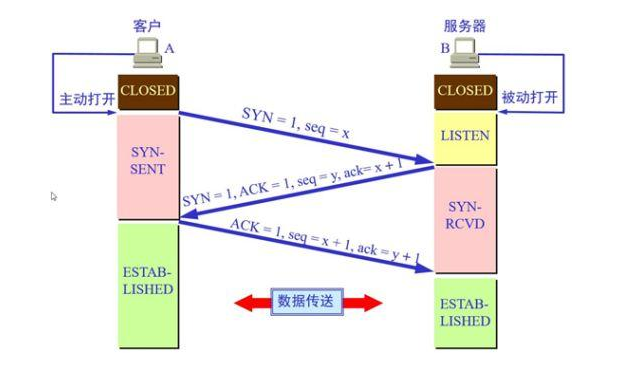 客户
服务器
A
B
CLOSED
CLOSED
主动打开
被动打开
SYN = 1, seq = x
LISTEN
SYN-
SENT
SYN = 1, ACK = 1, seq = y, ack= x + 1
SYN-
RCVD
ACK = 1, seq = x + 1, ack = y + 1
ESTAB-
LISHED
数据传送
ESTAB-
LISHED